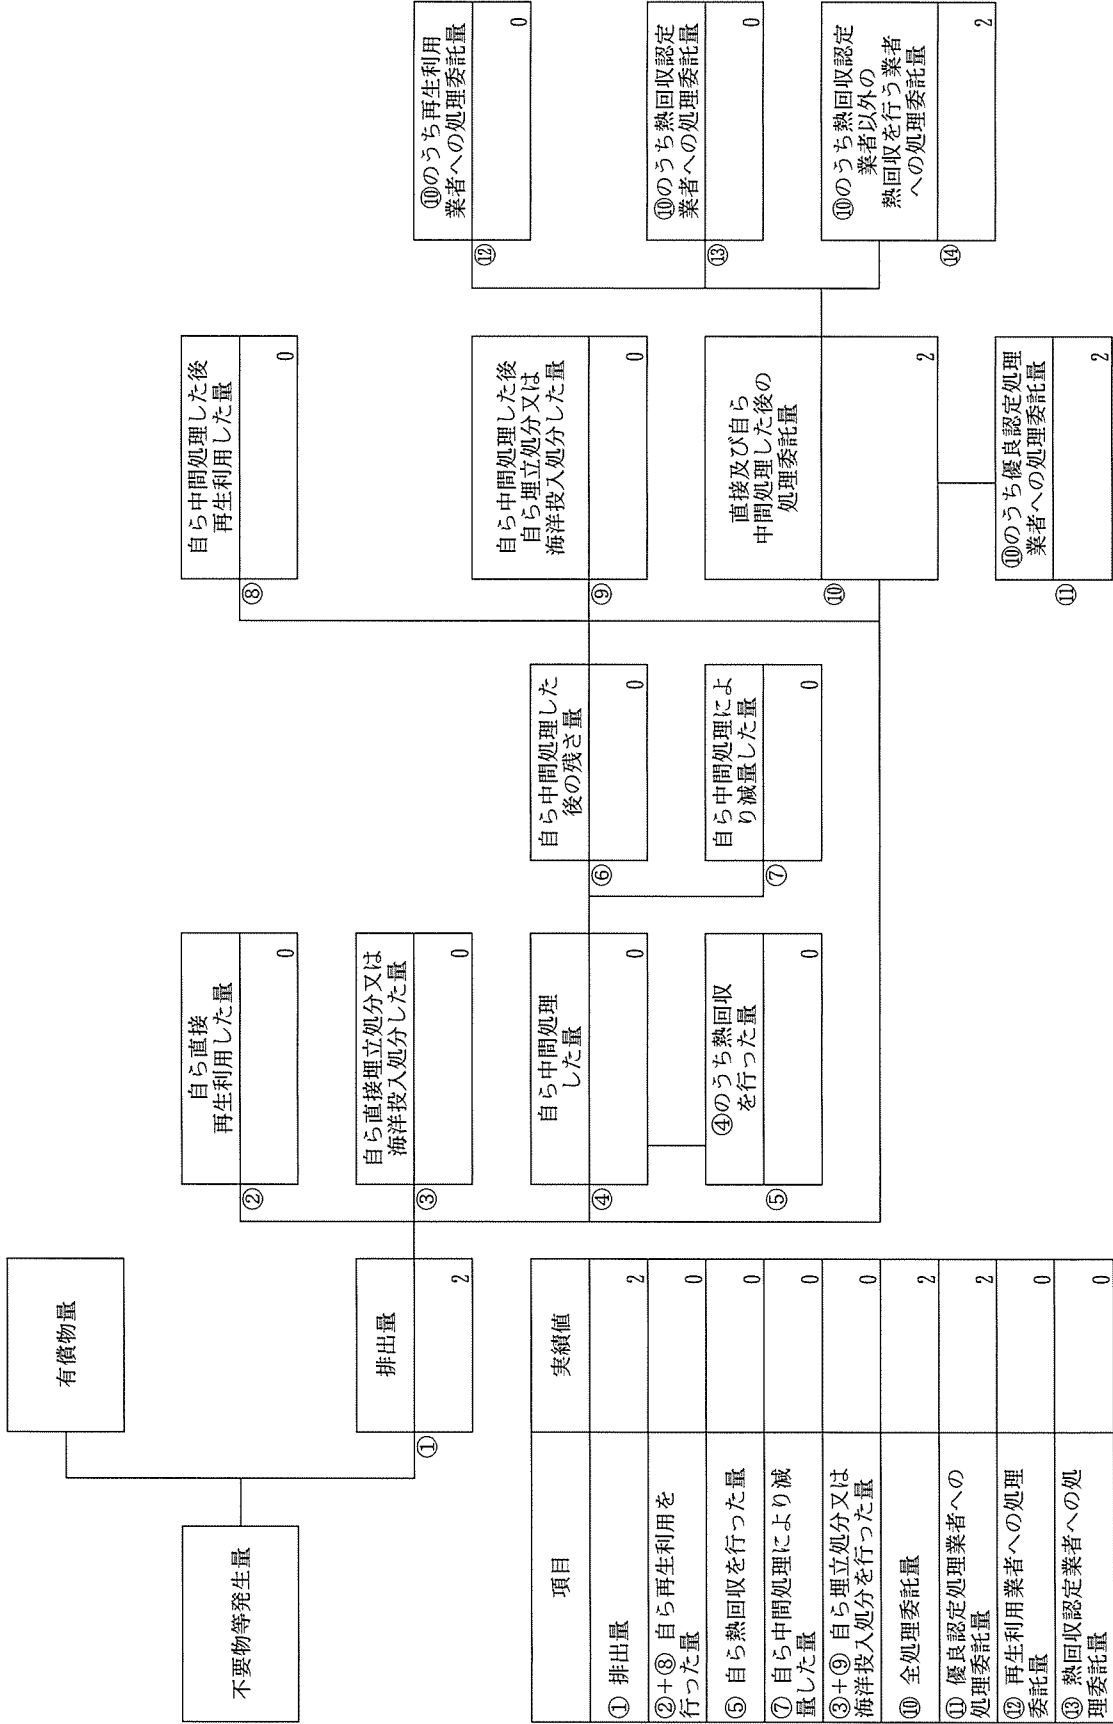 有償物量
不要物等発生量
①
排出量
2
②
自ら直接
再生利用した量
0
③
自ら直接埋立処分又は
海洋投入処分した量
0
④
自ら中間処理
した量
0
⑤
④のうち熱回収
を行った量
0
⑥
自ら中間処理した
後の残さ量
0
⑦
自ら中間処理によ
り減量した量
0
⑧
自ら中間処理した後
再生利用した量
0
⑨
自ら中間処理した後
自ら埋立処分又は
海洋投入処分した量
0
⑩
直接及び自ら
中間処理した後の
処理委託量
2
⑪
⑩のうち優良認定処理
業者への処理委託量
2
⑫
⑩のうち再生利用
業者への処理委託量
0
⑬
⑩のうち熱回収認定
業者への処理委託量
0
⑭
⑩のうち熱回収認定
業者以外の
熱回収を行う業者
への処理委託量
2
項目 実績値
① 排出量 2
②+⑧ 自ら再生利用を
行った量 0
⑤ 自ら熱回収を行った量 0
⑦ 自ら中間処理により減
量した量 0
③+⑨ 自ら埋立処分又は
海洋投入処分を行った量 0
⑩ 全処理委託量 2
⑪ 優良認定処理業者への
処理委託量 2
⑫ 再生利用業者への処理
委託量 0
⑬ 熱回収認定業者への処
理委託量 0